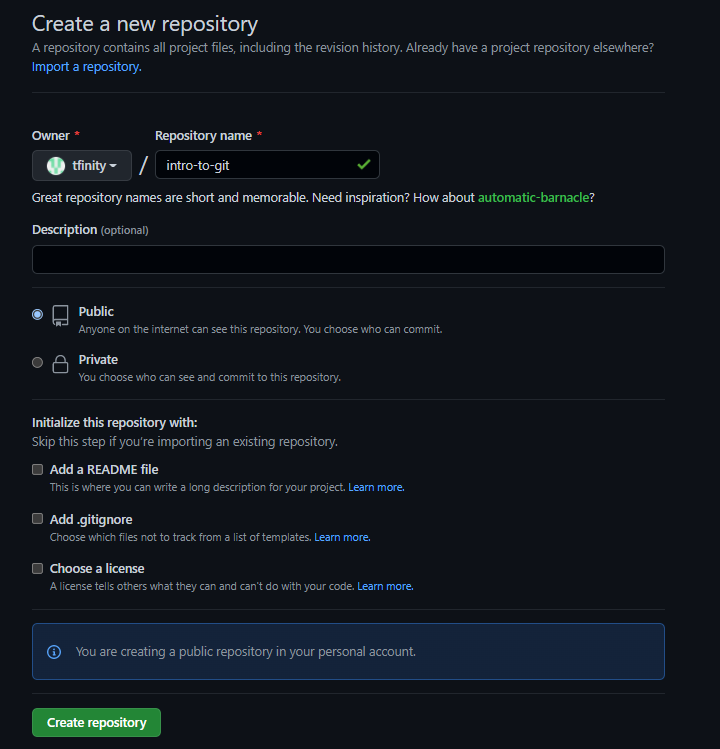 Create a new repository
A repository contains all project files, including the revision history. Already have a project repository elsewhere?
Import a repository.
Owner * Repository name *
tfinity / intro-to-git
Great repository names are short and memorable. Need inspiration? How about automatic-barnacle?
Description (optional)
Public
Anyone on the internet can see this repository. You choose who can commit.
Private
You choose who can see and commit to this repository.
Initialize this repository with:
Skip this step if you're importing an existing repository.
Add a README file
This is where you can write a long description for your project. Learn more.
Add .gitignore
Choose which files not to track from a list of templates. Learn more.
Choose a license
A license tells others what they can and can't do with your code. Learn more.
You are creating a public repository in your personal account.
Create repository